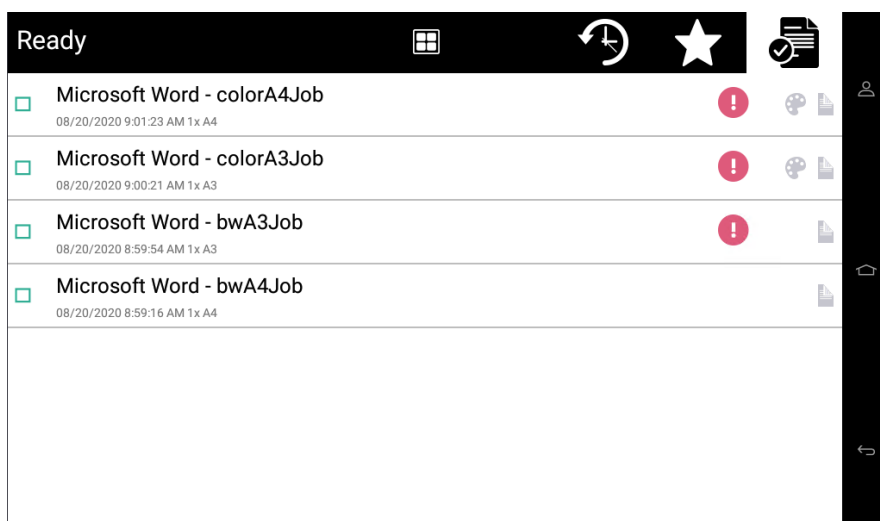 Ready
Microsoft Word - colorA4Job
08/20/2020 9:01:23 AM 1x A4
Microsoft Word - colorA3Job
08/20/2020 9:00:21 AM 1x A3
Microsoft Word - bwA3Job
08/20/2020 8:59:54 AM 1x A3
Microsoft Word - bwA4Job
08/20/2020 8:59:16 AM 1x A4